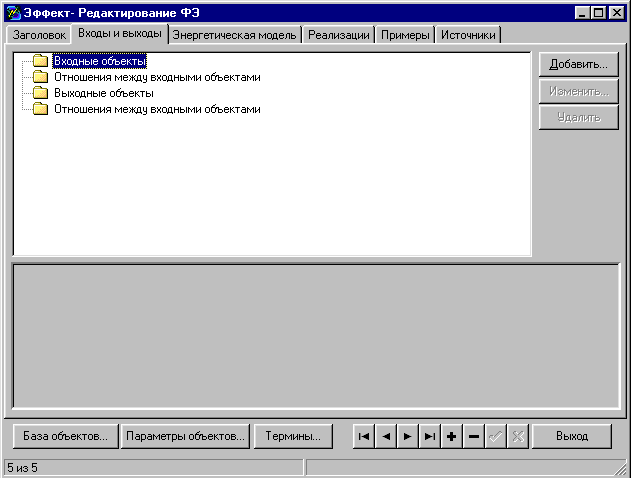 Эффект- Редактирование ФЭ
Заголовок Входы и выходы Энергетическая модель Реализации Примеры Источники
Входные объекты
Отношения между входными объектами
Выходные объекты
Отношения между входными объектами
Добавить...
Изменить...
Удалить
База объектов... Параметры объектов... Термины... Выход
5 из 5